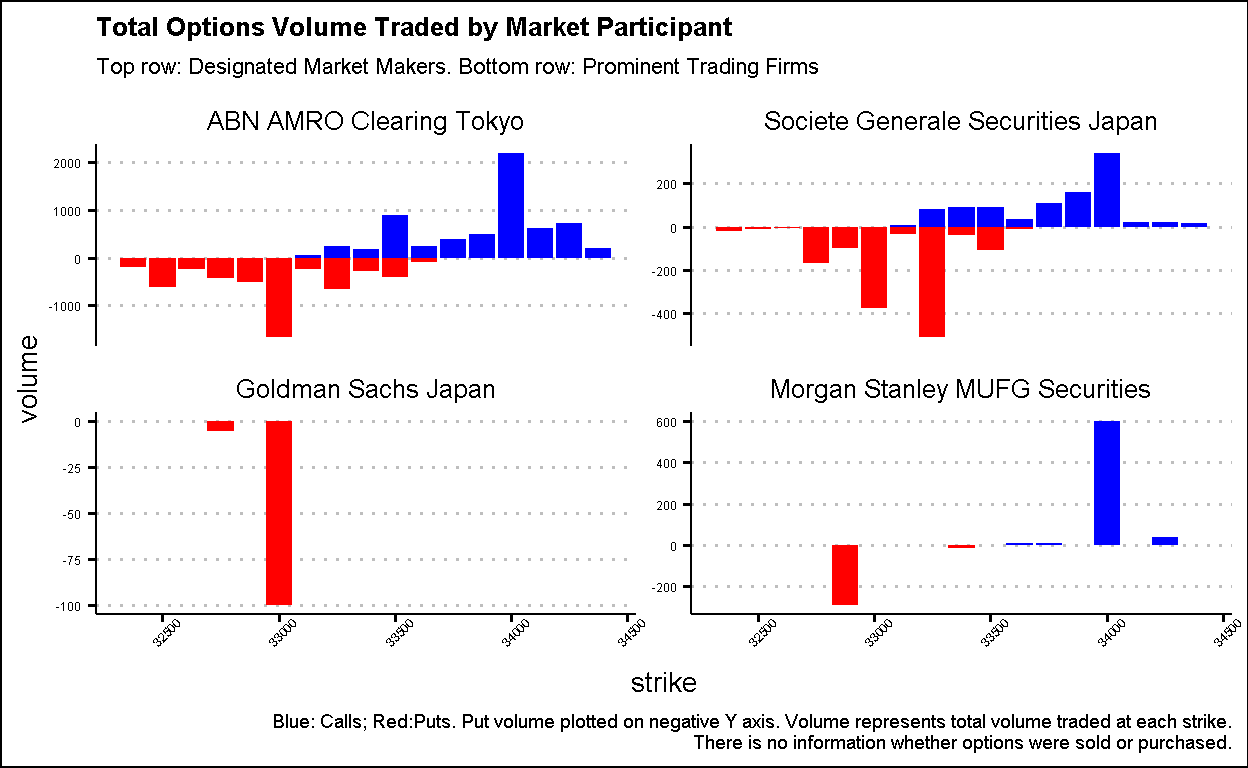 Total Options Volume Traded by Market Participant
Top row: Designated Market Makers. Bottom row: Prominent Trading Firms
ABN AMRO Clearing Tokyo
2000
1000
0
-1000
Societe Generale Securities Japan
200
0
-200
-400
volume
Goldman Sachs Japan
0
-25
-50
-75
-100
32500
33000
33500
34000
34500
Morgan Stanley MUFG Securities
600
400
200
0
-200
32500
33000
33500
34000
34500
strike
Blue: Calls; Red:Puts. Put volume plotted on negative Y axis. Volume represents total volume traded at each strike.
There is no information whether options were sold or purchased.